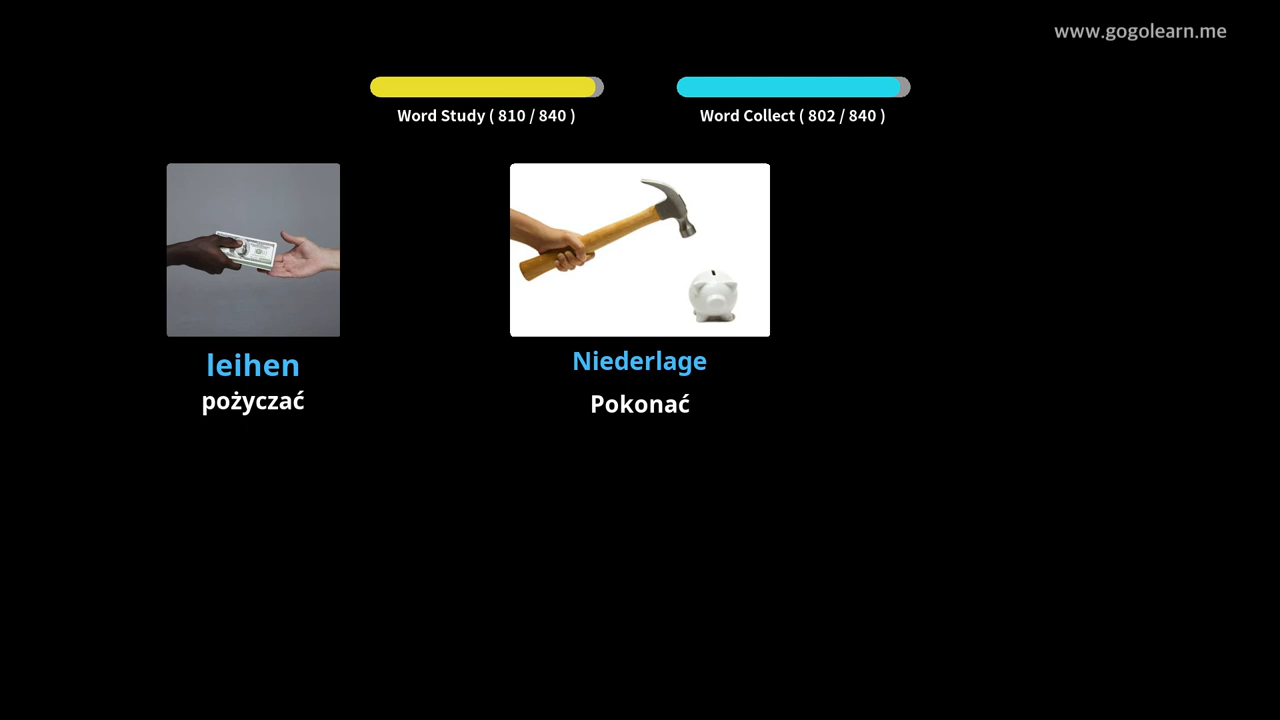 www.gogolearn.me
Word Study ( 810 / 840 )
Word Collect ( 802 / 840 )
leihen
pożyczać
Niederlage
Pokonać